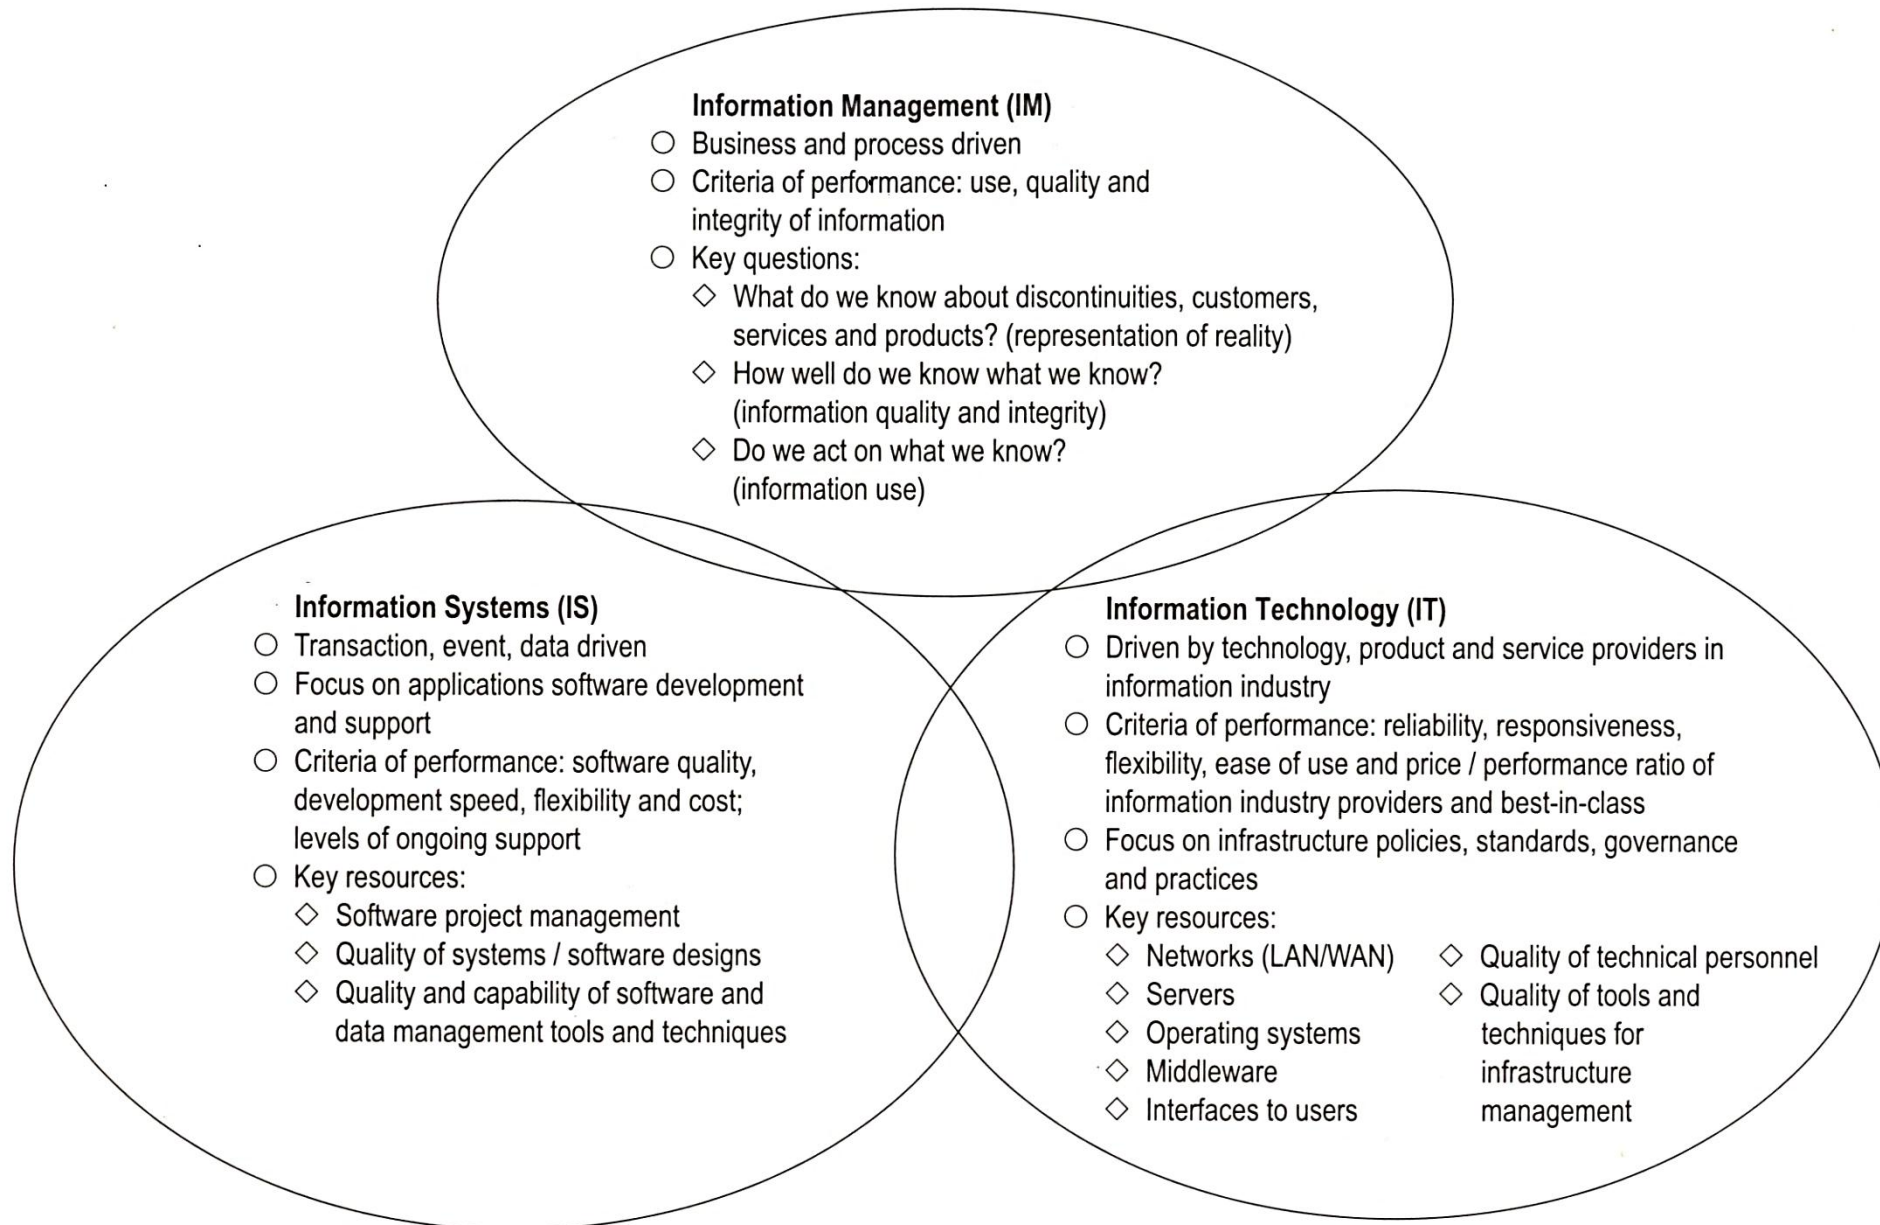 Information Management (IM)
○ Business and process driven
○ Criteria of performance: use, quality and
integrity of information
○ Key questions:
◇ What do we know about discontinuities, customers,
services and products? (representation of reality)
◇ How well do we know what we know?
(information quality and integrity)
◇ Do we act on what we know?
(information use)
Information Systems (IS)
○ Transaction, event, data driven
○ Focus on applications software development
and support
○ Criteria of performance: software quality,
development speed, flexibility and cost;
levels of ongoing support
○ Key resources:
◇ Software project management
◇ Quality of systems / software designs
◇ Quality and capability of software and
data management tools and techniques
Information Technology (IT)
○ Driven by technology, product and service providers in
information industry
○ Criteria of performance: reliability, responsiveness,
flexibility, ease of use and price / performance ratio of
information industry providers and best-in-class
○ Focus on infrastructure policies, standards, governance
and practices
○ Key resources:
◇ Networks (LAN/WAN)
◇ Servers
◇ Operating systems
◇ Middleware
◇ Interfaces to users
◇ Quality of technical personnel
◇ Quality of tools and
techniques for
infrastructure
management